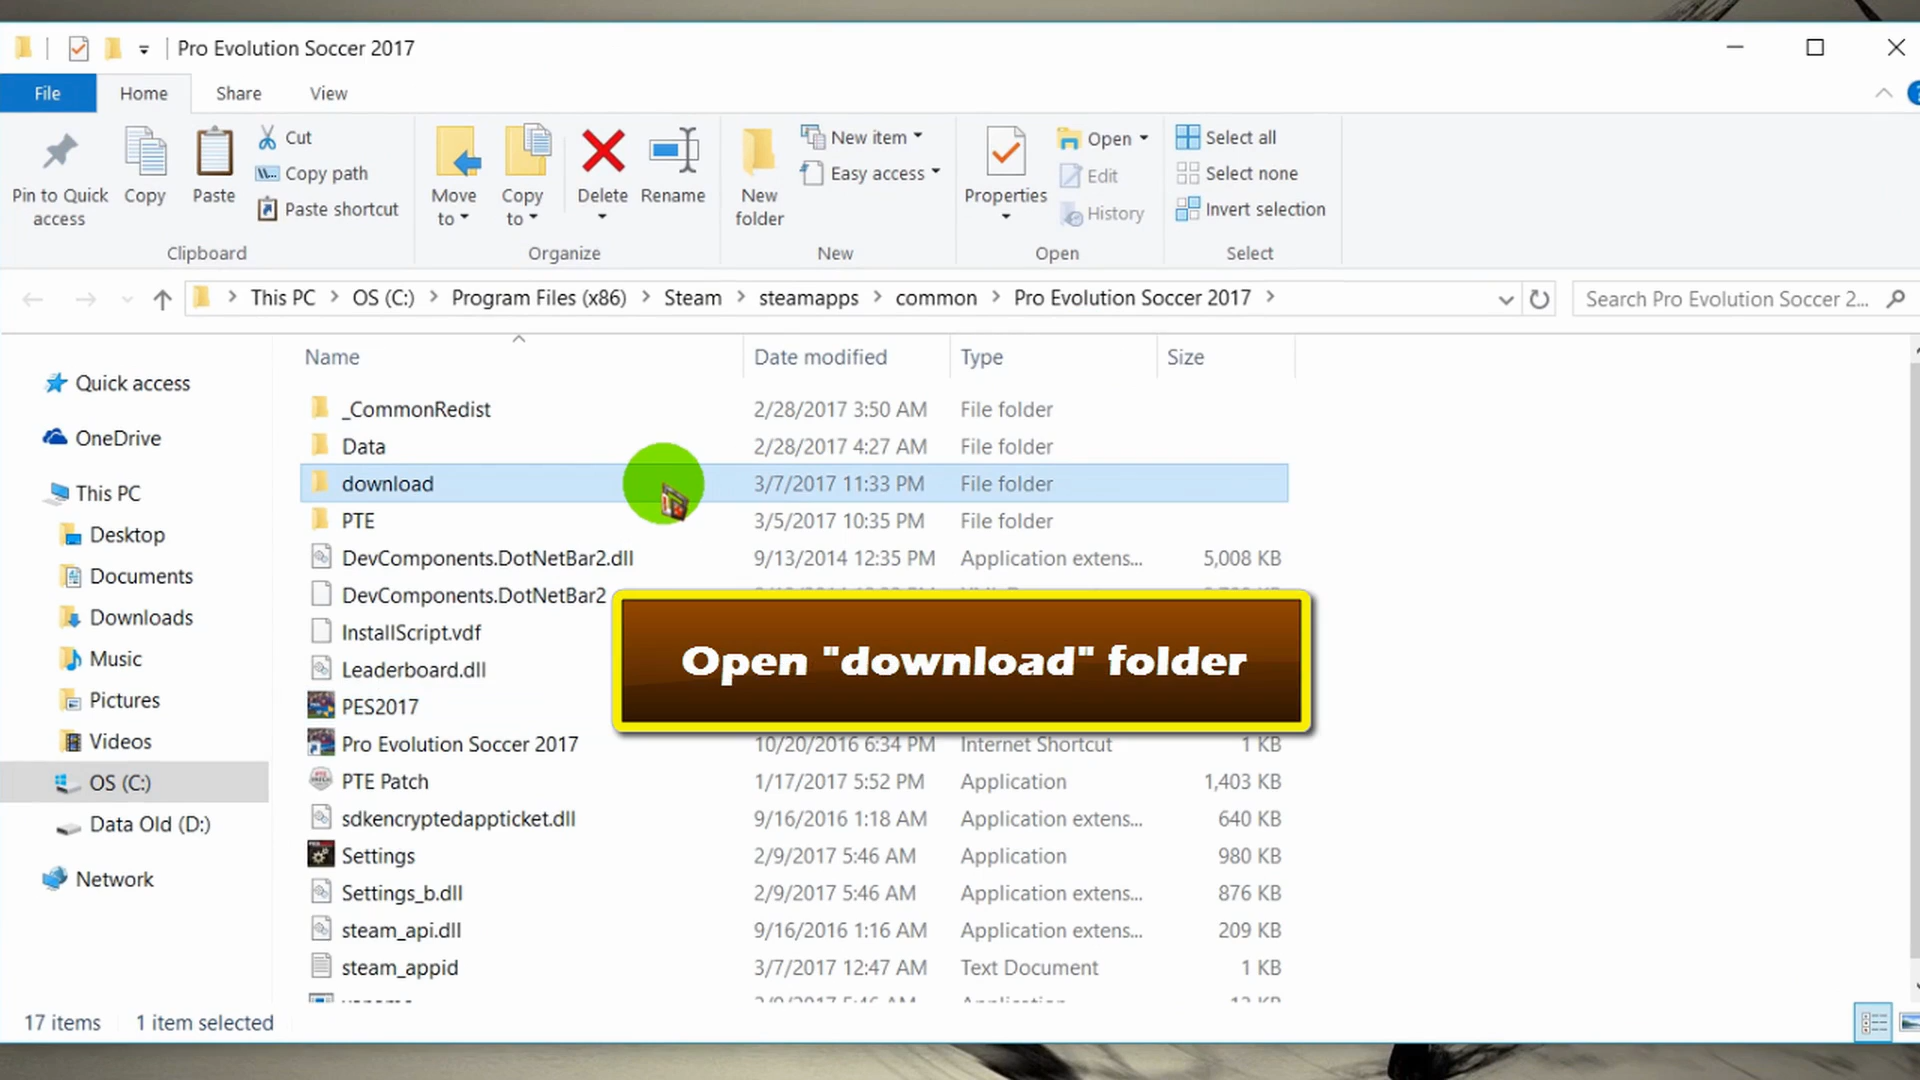 Pro Evolution Soccer 2017
File Home Share View
Pin to Quick access
Copy
Paste
Cut
Copy path
Paste shortcut
Clipboard
Move to
Copy to
Delete
Rename
Organize
New folder
New item
Easy access
New
Properties
Open
Edit
History
Open
Select all
Select none
Invert selection
Select
This PC OS (C:) Program Files (x86) Steam steamapps common Pro Evolution Soccer 2017
Search Pro Evolution Soccer 2...
Quick access
OneDrive
This PC
Desktop
Documents
Downloads
Music
Pictures
Videos
OS (C:)
Data Old (D:)
Network
Name Date modified Type Size
_CommonRedist 2/28/2017 3:50 AM File folder
Data 2/28/2017 4:27 AM File folder
download 3/7/2017 11:33 PM File folder
PTE 3/5/2017 10:35 PM File folder
DevComponents.DotNetBar2.dll 9/13/2014 12:35 PM Application extens... 5,008 KB
DevComponents.DotNetBar2
InstallScript.vdf
Leaderboard.dll
PES2017
Open "download" folder
Pro Evolution Soccer 2017 10/20/2016 6:34 PM Internet Shortcut 1 KB
PTE Patch 1/17/2017 5:52 PM Application 1,403 KB
sdkencryptedappticket.dll 9/16/2016 1:18 AM Application extens... 640 KB
Settings 2/9/2017 5:46 AM Application 980 KB
Settings_b.dll 2/9/2017 5:46 AM Application extens... 876 KB
steam_api.dll 9/16/2016 1:16 AM Application extens... 209 KB
steam_appid 3/7/2017 12:47 AM Text Document 1 KB
17 items 1 item selected